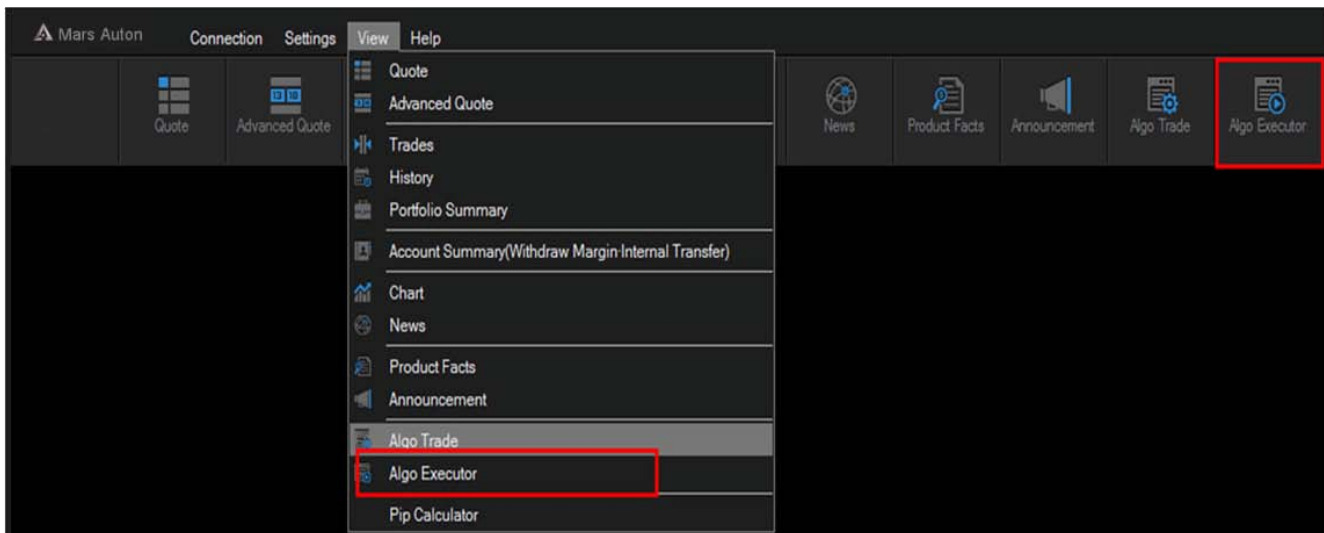 Mars Auton Connection Settings View Help
Quote
Advanced Quote
News
Product Facts
Announcement
Algo Trade
Algo Executor
Quote
Advanced Quote
Trades
History
Portfolio Summary
Account Summary(Withdraw Margin·Internal Transfer)
Chart
News
Product Facts
Announcement
Algo Trade
Algo Executor
Pip Calculator